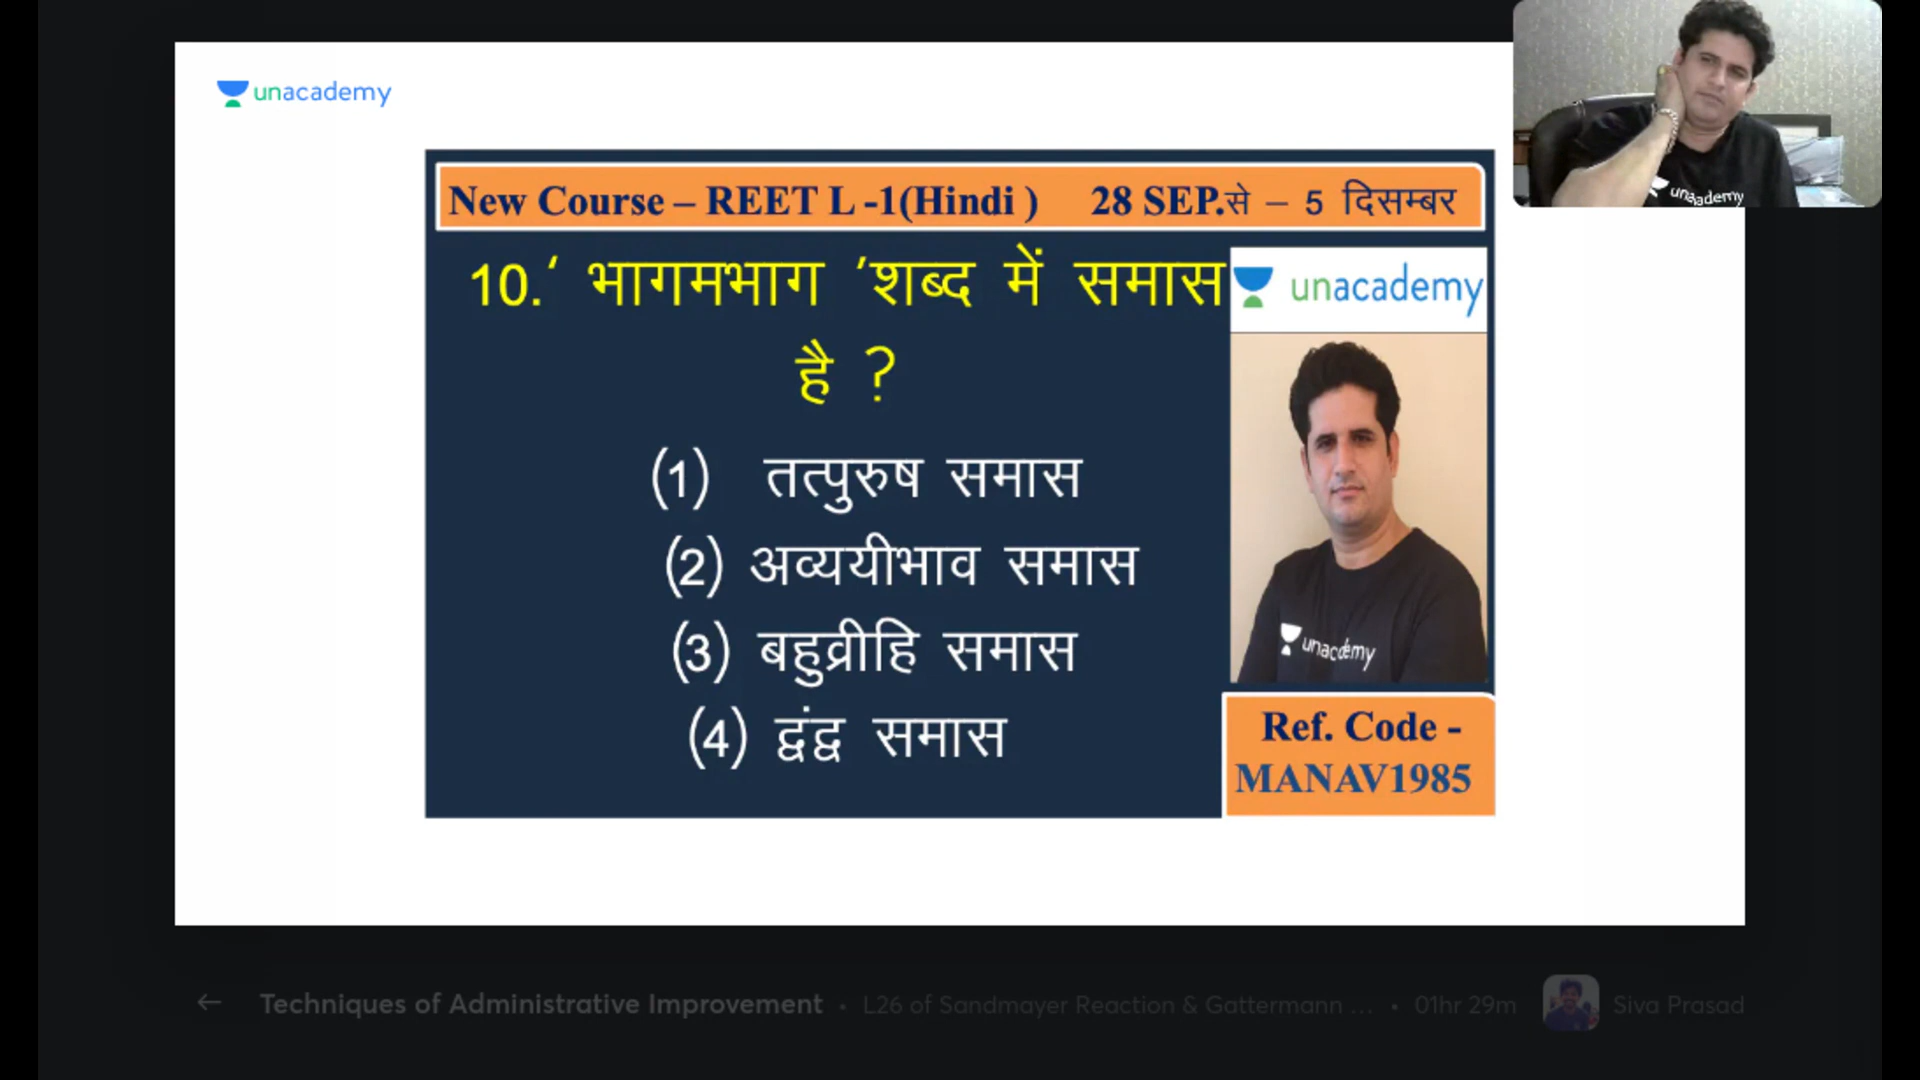 unacademy
unacademy
New Course – REET L -1(Hindi ) 28 SEP.से – 5 दिसम्बर
10.‘ भागमभाग ’शब्द में समास
है ?
unacademy
(1) तत्पुरुष समास
(2) अव्ययीभाव समास
(3) बहुव्रीहि समास
(4) द्वंद्व समास
unacademy
Ref. Code -
MANAV1985
Techniques of Administrative Improvement • L26 of Sandmayer Reaction & Gattermann ... • 01hr 29m Siva Prasad